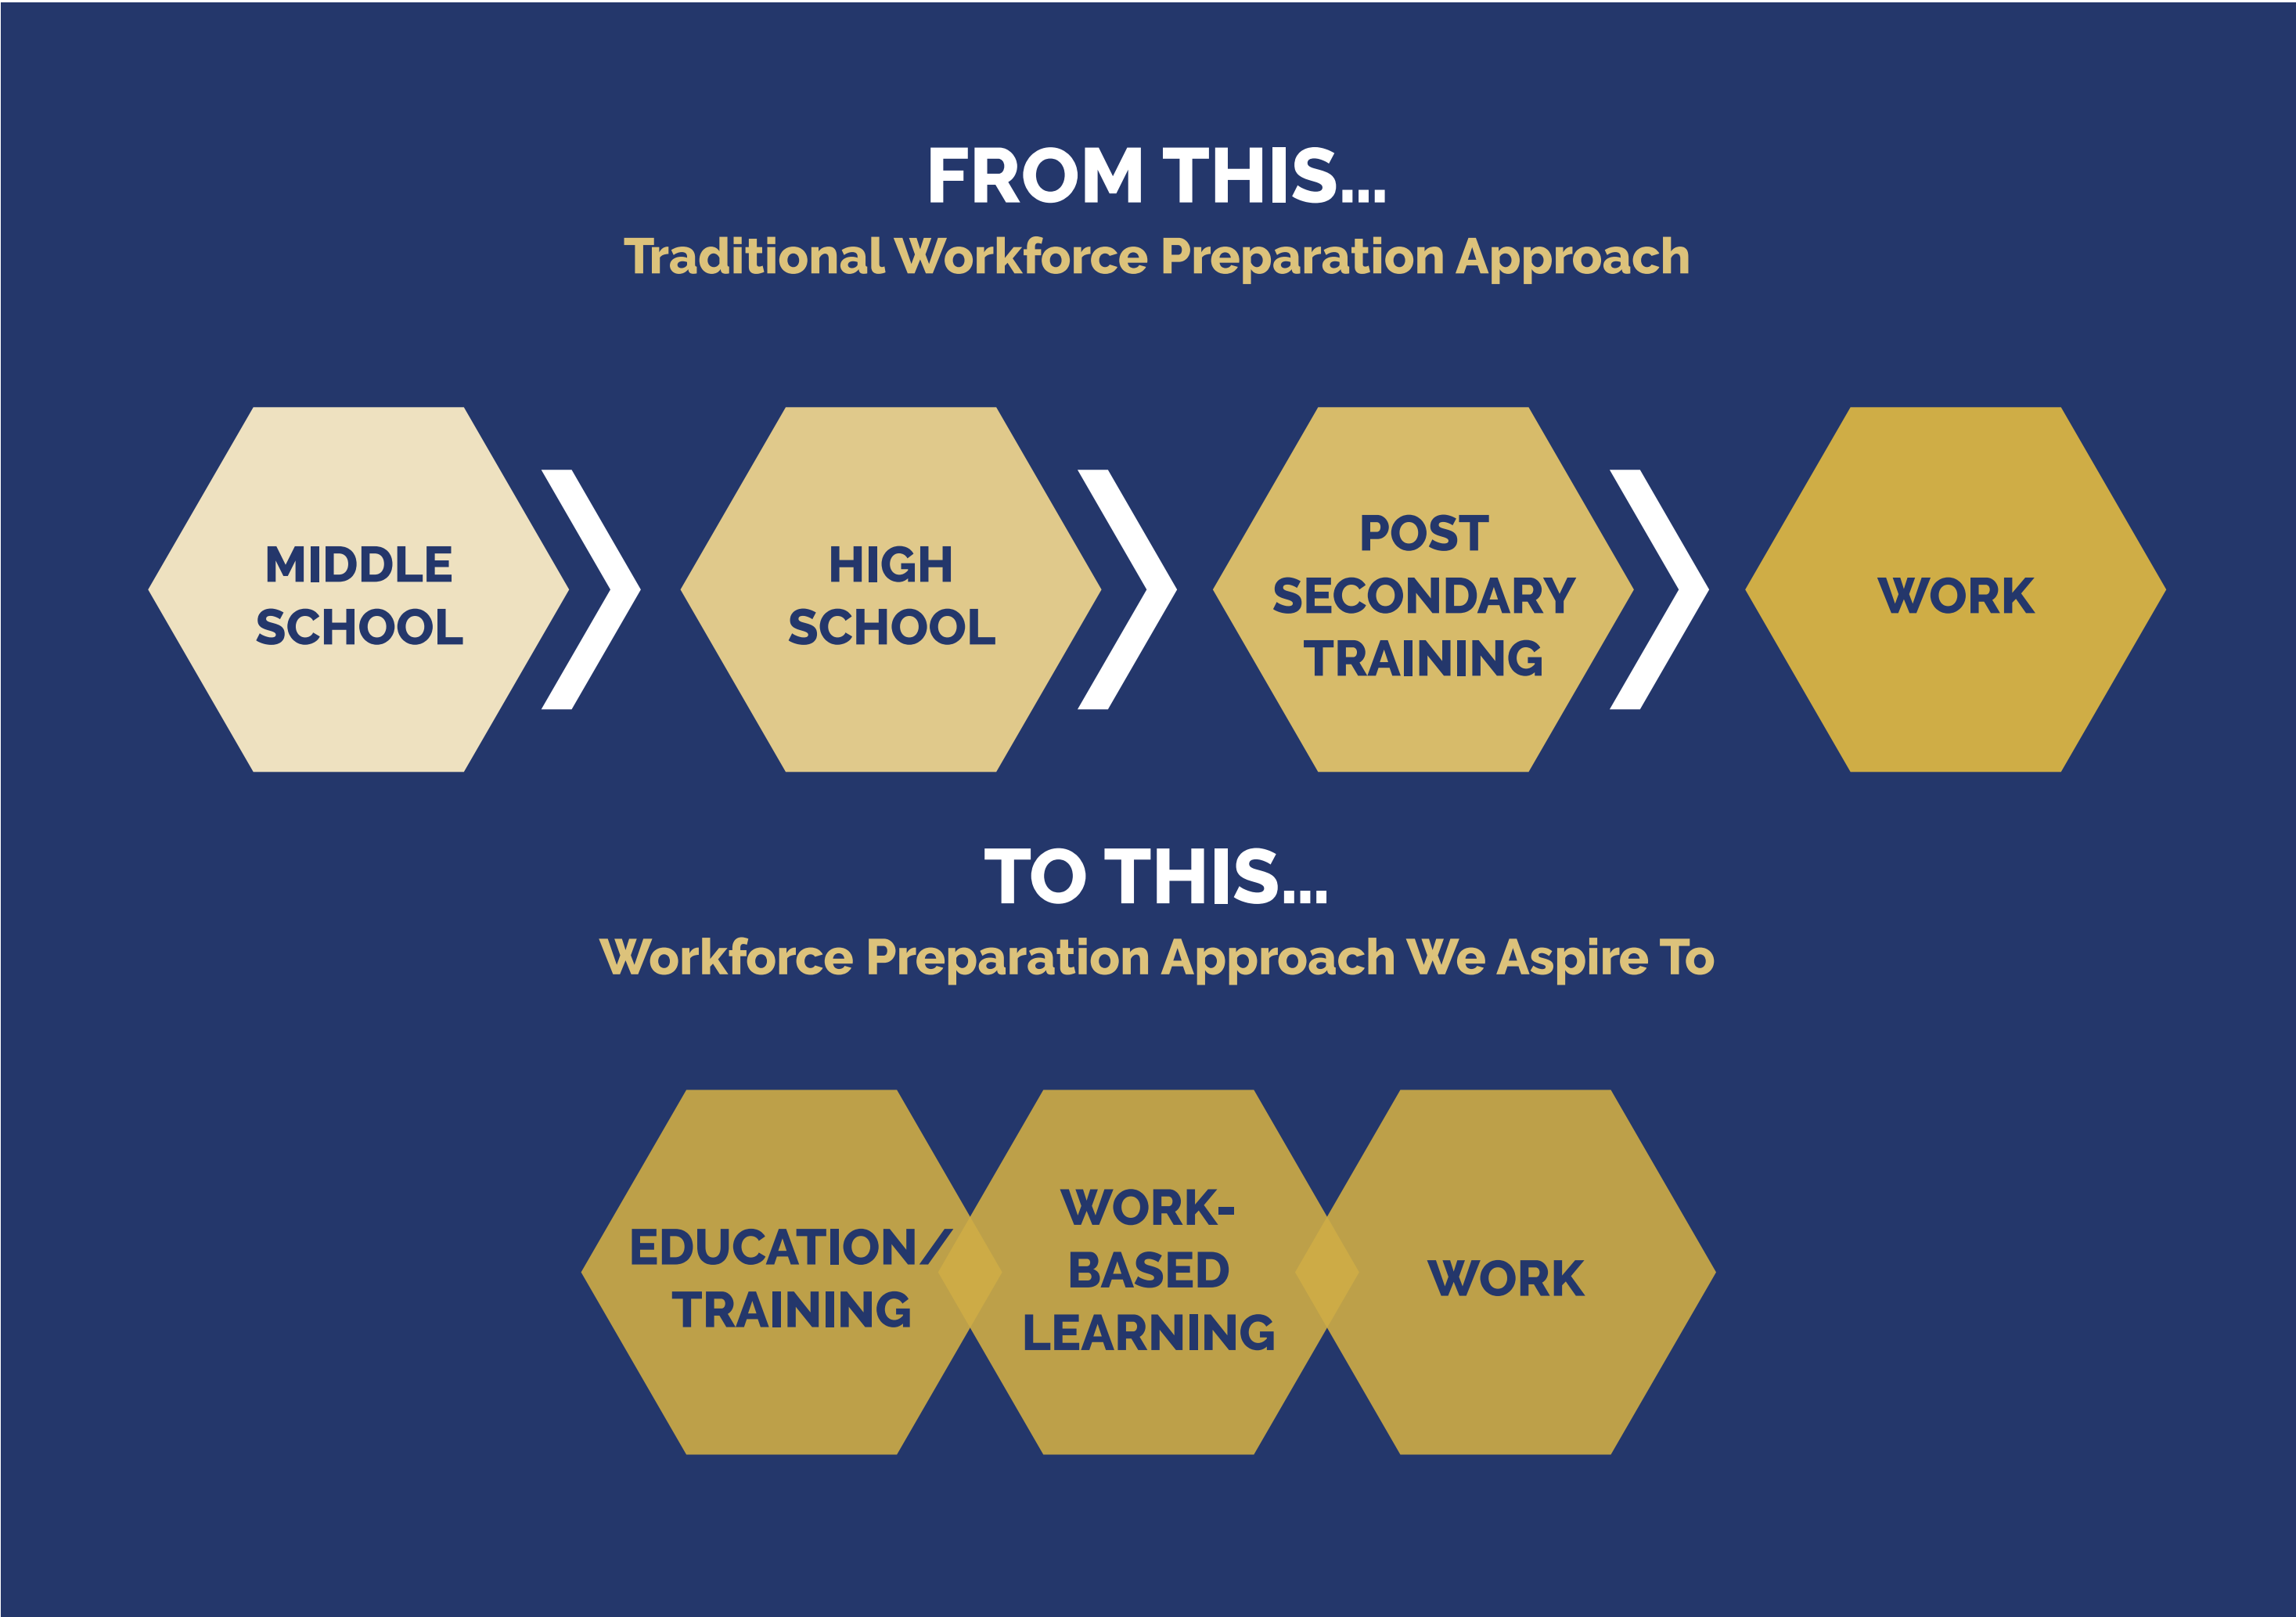 FROM THIS...
Traditional Workforce Preparation Approach
MIDDLE
SCHOOL
HIGH
SCHOOL
POST
SECONDARY
TRAINING
WORK
TO THIS...
Workforce Preparation Approach We Aspire To
EDUCATION/
TRAINING
WORK-
BASED
LEARNING
WORK